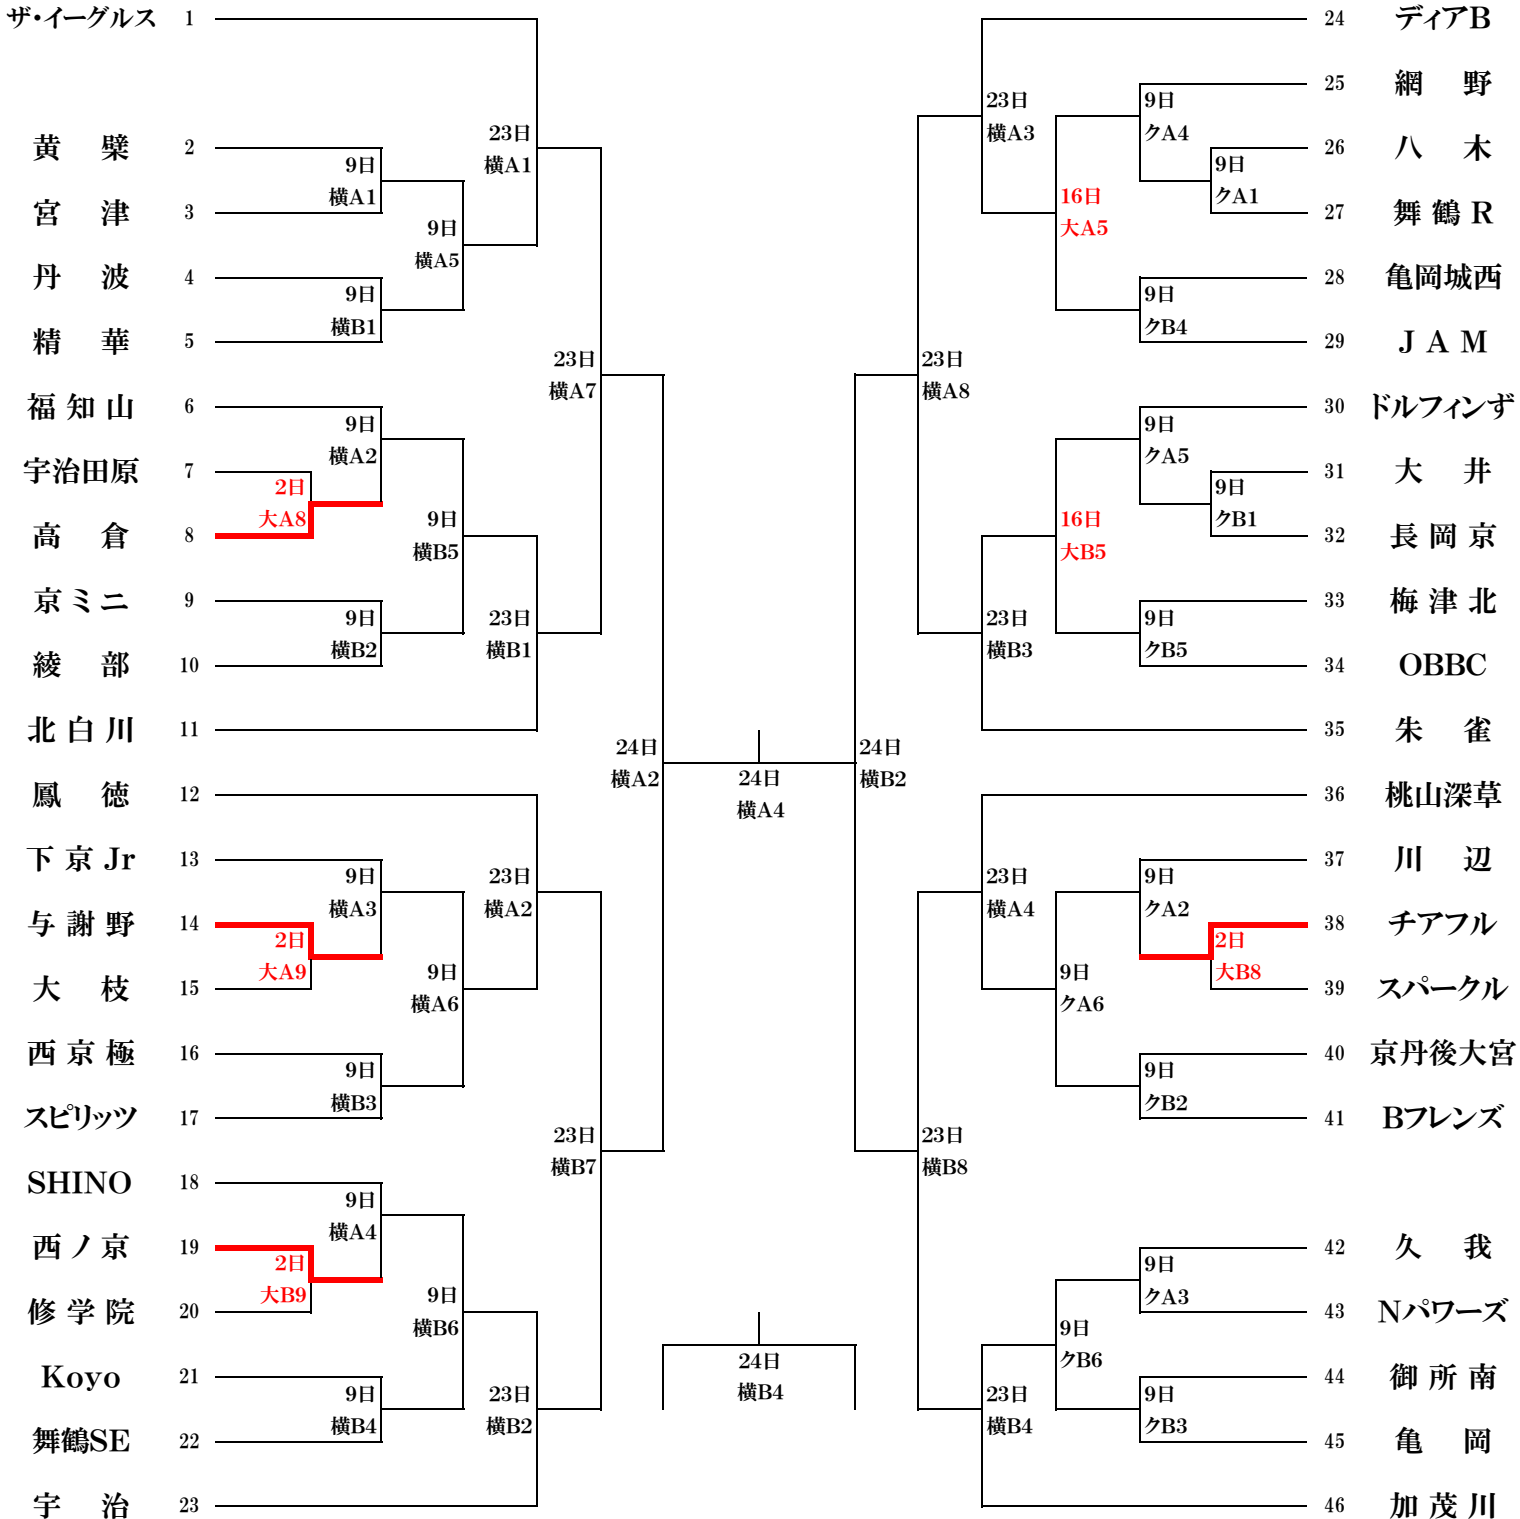 ザ・イーグルス 1
黄檗 2
宮津 3
丹波 4
精華 5
福知山 6
宇治田原 7
高倉 8
京ミニ 9
綾部 10
北白川 11
鳳徳 12
下京Jr 13
与謝野 14
大枝 15
西京極 16
スピリッツ 17
SHINO 18
西ノ京 19
修学院 20
Koyo 21
舞鶴SE 22
宇治 23
2日
大A8
2日
大A9
2日
大B9
9日
横A1
9日
横B1
9日
横A2
9日
横B2
9日
横A3
9日
横B3
9日
横A4
9日
横B4
9日
横A5
9日
横B5
9日
横A6
9日
横B6
23日
横A1
23日
横B1
23日
横A2
23日
横B2
23日
横A7
23日
横B7
24日
横A2
24日
横A4
24日
横B4
24日
横B2
23日
横A8
23日
横B8
23日
横A3
23日
横B3
23日
横A4
23日
横B4
16日
大A5
16日
大B5
9日
クA6
9日
クB6
9日
クA4
9日
クB4
9日
クA5
9日
クB5
9日
クA2
9日
クB2
9日
クA3
9日
クB3
9日
クA1
9日
クB1
2日
大B8
24 ディアB
25 網野
26 八木
27 舞鶴R
28 亀岡城西
29 JAM
30 ドルフィンず
31 大井
32 長岡京
33 梅津北
34 OBBC
35 朱雀
36 桃山深草
37 川辺
38 チアフル
39 スパークル
40 京丹後大宮
41 Bフレンズ
42 久我
43 Nパワーズ
44 御所南
45 亀岡
46 加茂川